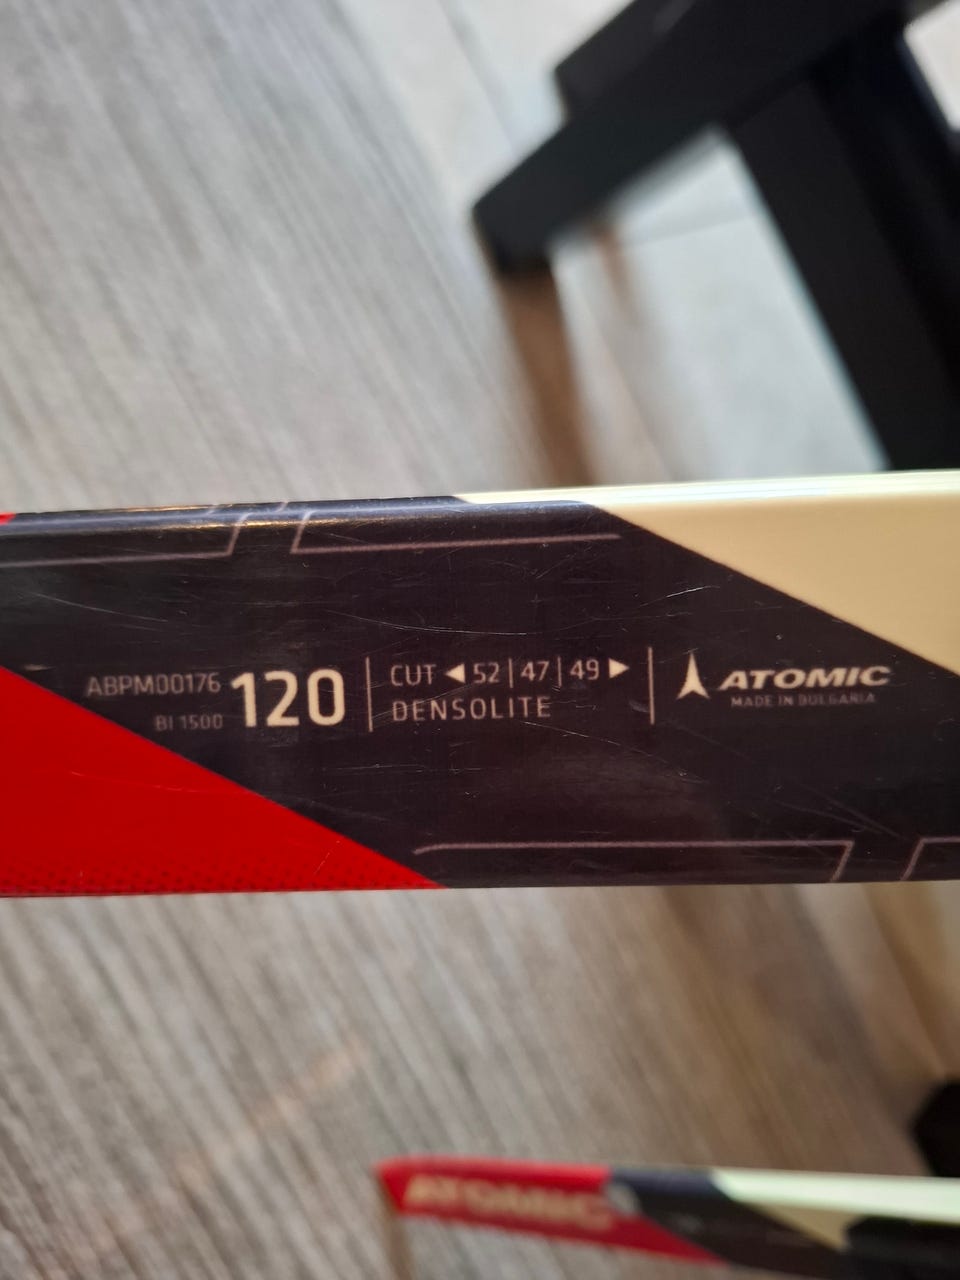 ABPM00176
BI 1500
120
CUT ◀ 52 | 47 | 49 ▶
DENSOLITE
ATOMIC
MADE IN BULGARIA
ATOMIC